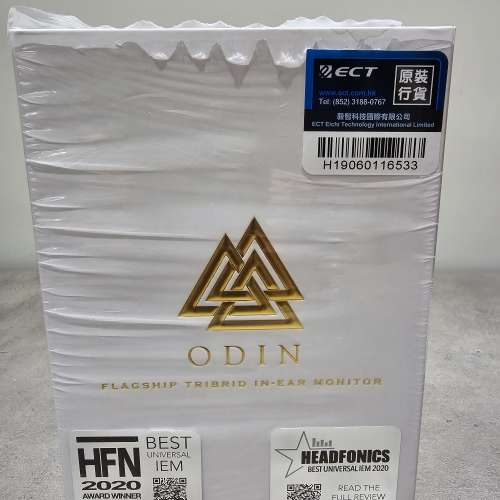 ECT
原裝
行貨
www.ect.com.hk
Tel: (852) 3188-0767
毅智科技國際有限公司
ECT Eichi Technology International Limited
H19060116533
ODIN
FLAGSHIP TRIBRID IN-EAR MONITOR
HFN
2020
AWARD WINNER
BEST
UNIVERSAL
IEM
HEADFONICS
BEST UNIVERSAL IEM 2020
READ THE
FULL REVIEW